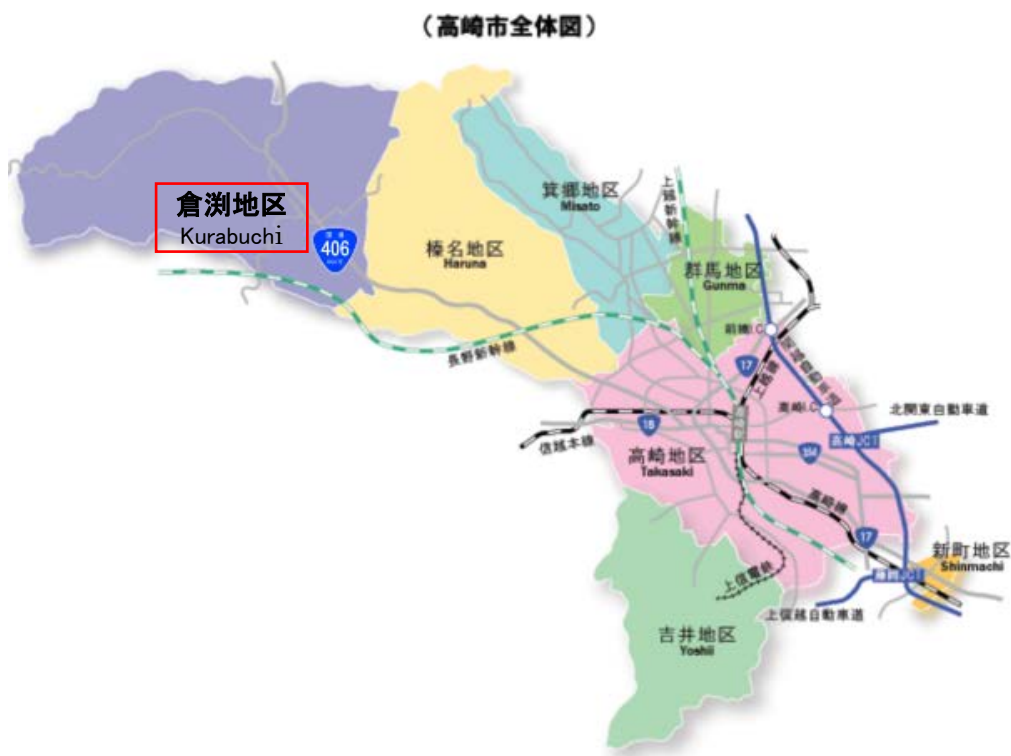 （高崎市全体図）
倉渕地区
Kurabuchi
406
榛名地区
Haruna
箕郷地区
Misato
上越新幹線
群馬地区
Gunma
前橋I.C
長野新幹線
17
上越線
関越自動車道
高崎I.C
北関東自動車道
高崎JCT
信越本線
18
高崎駅
354
高崎地区
Takasaki
高崎線
17
新町地区
Shinmachi
藤岡JCT
上信電鉄
上信越自動車道
吉井地区
Yoshii